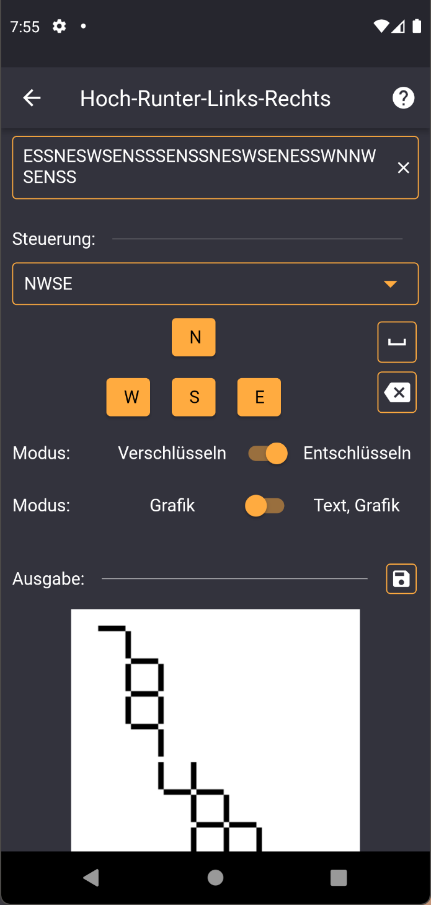 7:55
Hoch-Runter-Links-Rechts
ESSNESWSENSSSENSSNESWSENESSWNNW
SENSS
Steuerung:
NWSE
N
W S E
Modus: Verschlüsseln Entschlüsseln
Modus: Grafik Text, Grafik
Ausgabe: